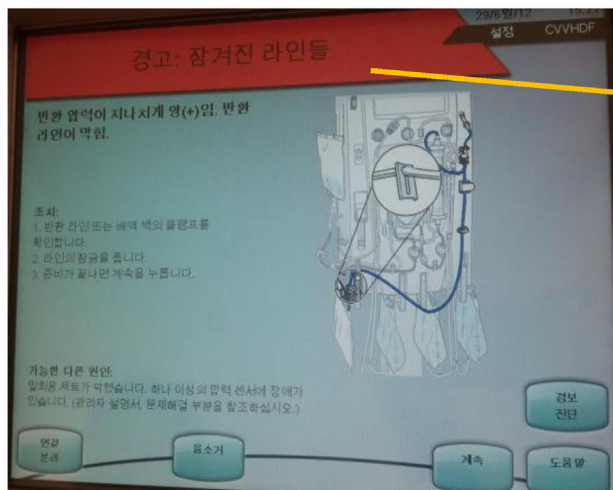 29/6월/12 15:21
설정 CVVHDF
경고: 잠겨진 라인들
반환 압력이 지나치게 양(+)임. 반환
라인이 막힘.
조치:
1. 반환 라인 또는 배액 백의 클램프를
확인합니다.
2. 라인의 잠금을 풉니다.
3. 준비가 끝나면 계속을 누릅니다.
가능한 다른 원인:
일회용 세트가 막혔습니다. 하나 이상의 압력 센서에 장애가
있습니다. (관리자 설명서, 문제해결 부분을 참조하십시오.)
경보
진단
연결
분리
음소거
계속
도움말